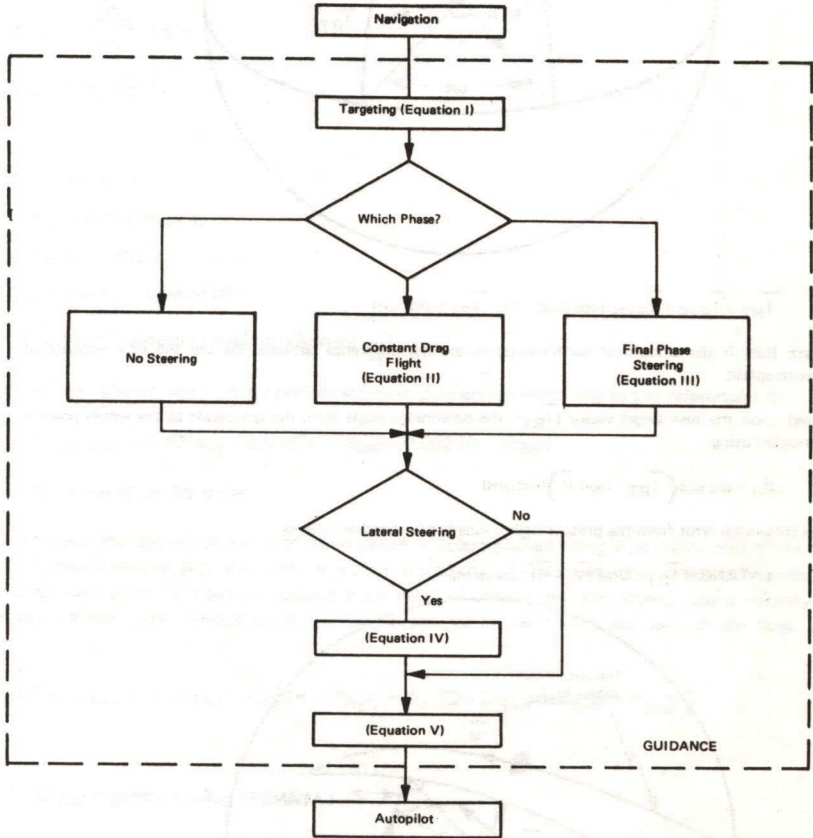 Navigation
Targeting (Equation I)
Which Phase?
No Steering
Constant Drag
Flight
(Equation II)
Final Phase
Steering
(Equation III)
Lateral Steering
No
Yes
(Equation IV)
(Equation V)
GUIDANCE
Autopilot